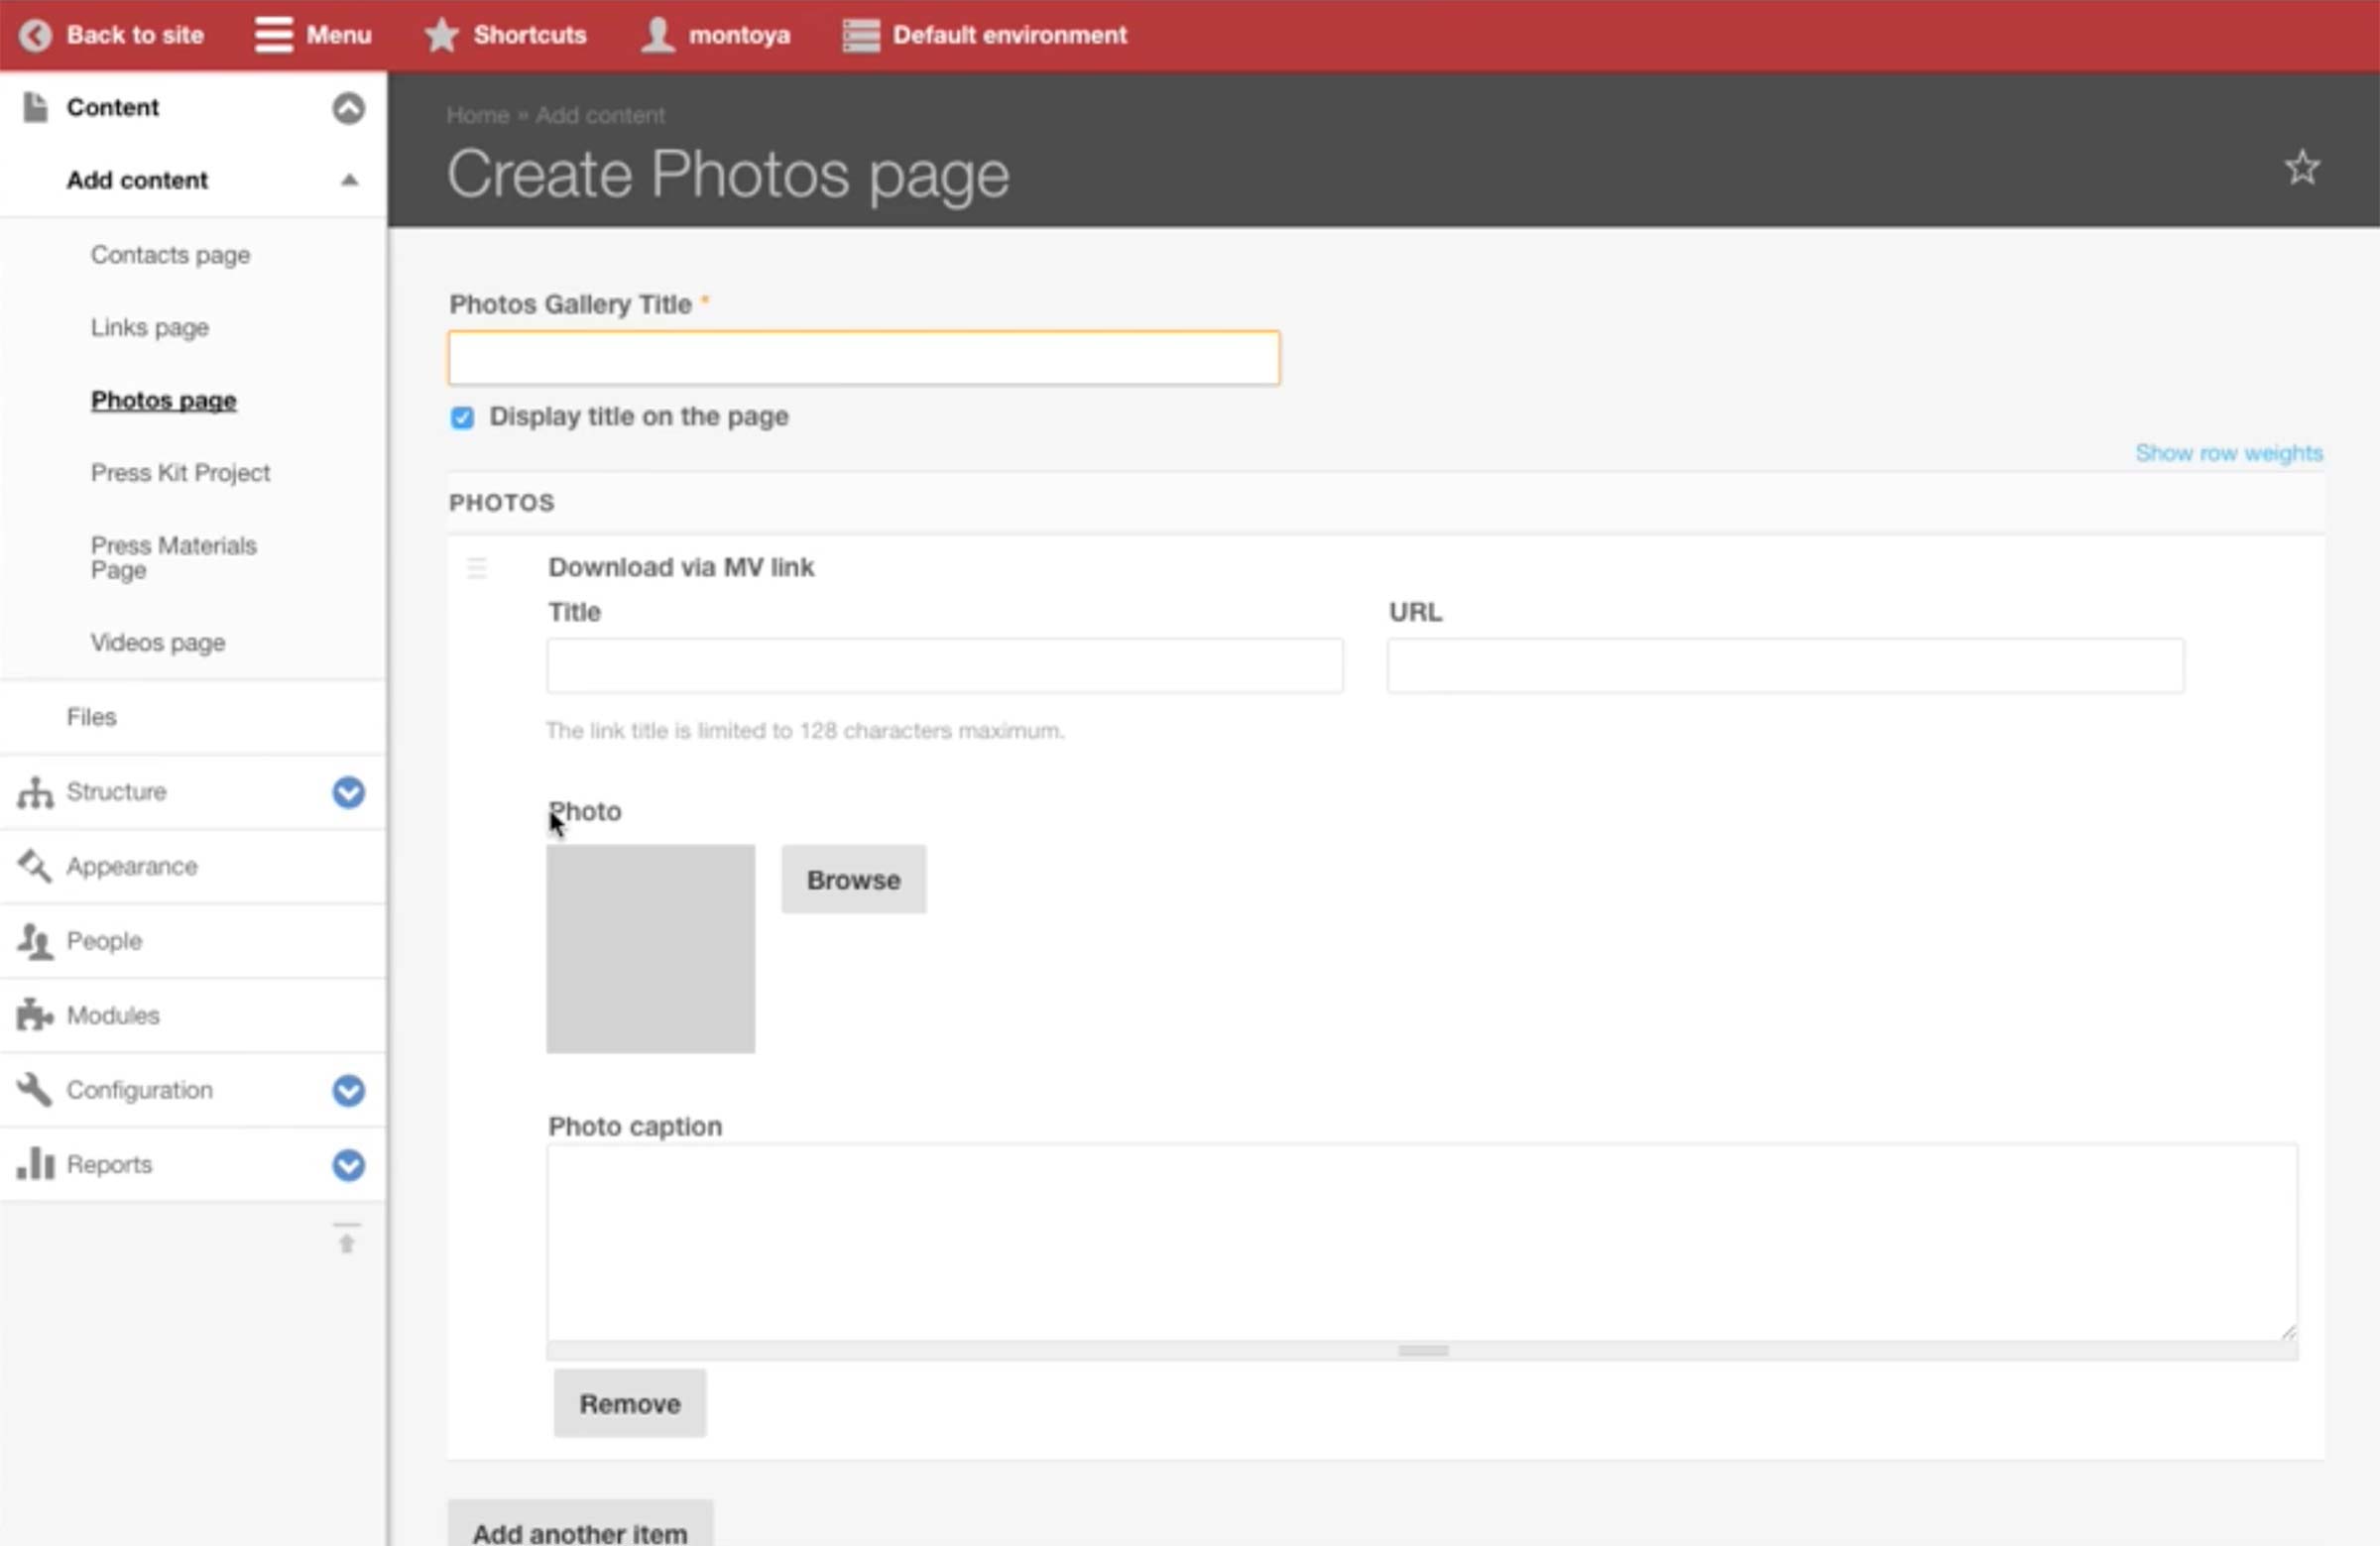 Back to site
Menu
Shortcuts
montoya
Default environment
Content
Add content
Contacts page
Links page
Photos page
Press Kit Project
Press Materials
Page
Videos page
Files
Structure
Appearance
People
Modules
Configuration
Reports
Home » Add content
Create Photos page
Photos Gallery Title *
Display title on the page
Show row weights
PHOTOS
Download via MV link
Title
URL
The link title is limited to 128 characters maximum.
Photo
Browse
Photo caption
Remove
Add another item